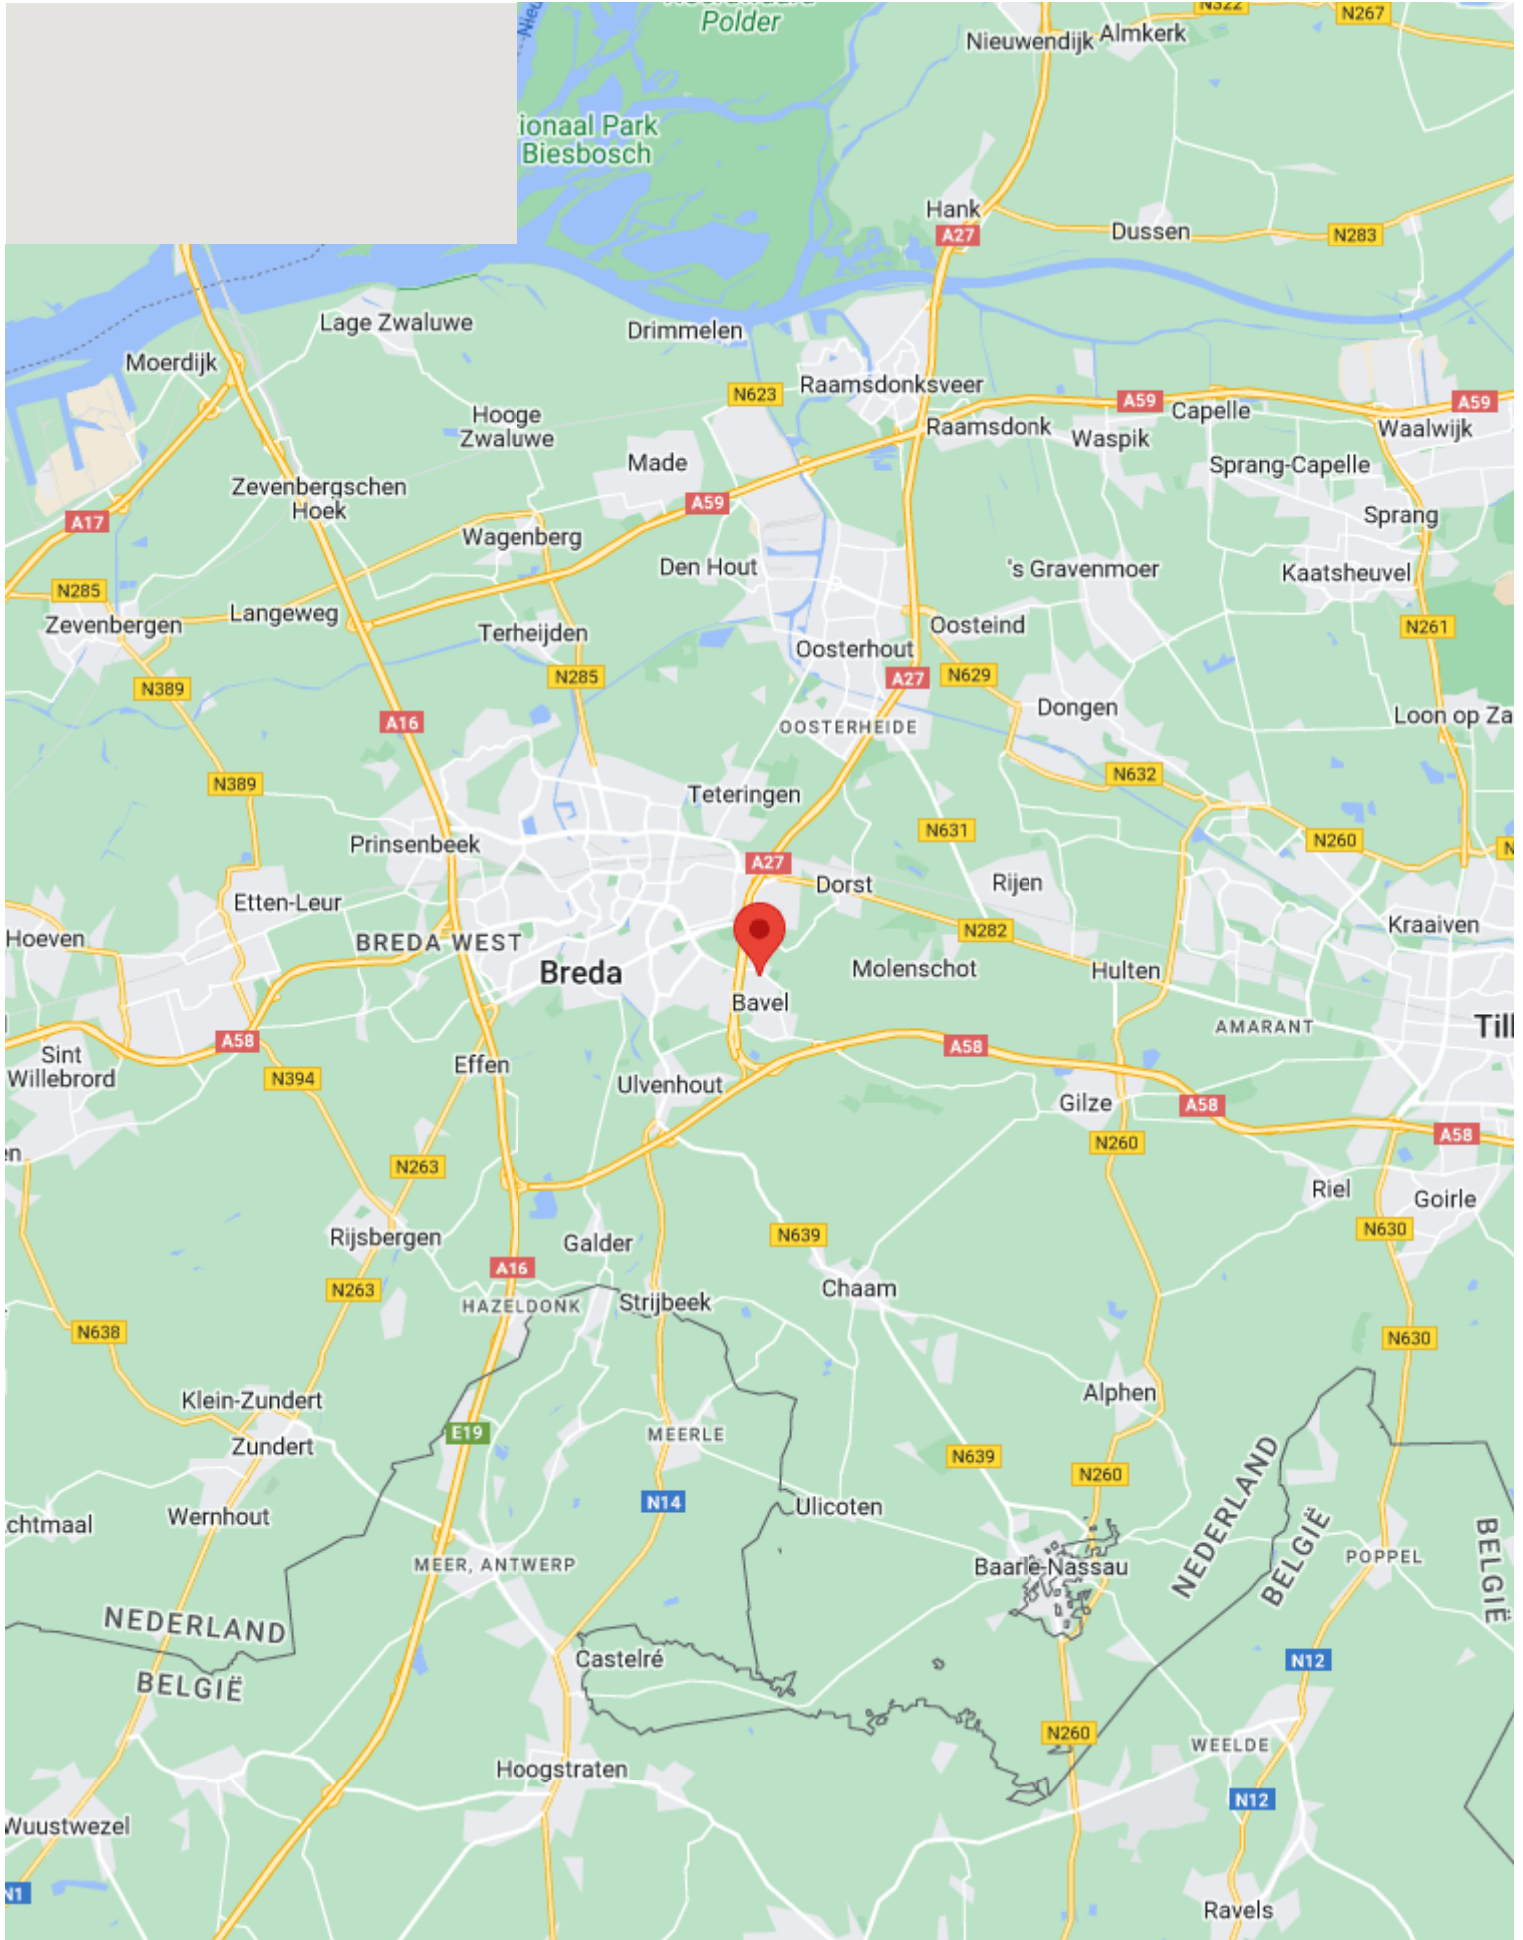 Polder
N322
N267
Nieuwendijk
Almkerk
ionaal Park
Biesbosch
Hank
A27
Dussen
N283
Lage Zwaluwe
Drimmelen
Moerdijk
Raamsdonksveer
N623
A59
Capelle
A59
Hooge
Zwaluwe
Raamsdonk
Waspik
Waalwijk
Made
Sprang-Capelle
Zevenbergschen
Hoek
A59
Sprang
A17
Wagenberg
Den Hout
's Gravenmoer
Kaatsheuvel
N285
Langeweg
Zevenbergen
Terheijden
Oosteind
N261
Oosterhout
N285
A27
N629
N389
A16
Dongen
Loon op Za
OOSTERHEIDE
N389
Teteringen
N632
Prinsenbeek
N631
N260
N
A27
Dorst
Rijen
Etten-Leur
Kraaiven
Hoeven
BREDA WEST
N282
Breda
Molenschot
Hulten
Bavel
AMARANT
Till
A58
A58
Sint
Willebrord
Effen
N394
Ulvenhout
Gilze
A58
A58
en
N263
N260
Riel
Goirle
Rijsbergen
Galder
N639
N630
A16
N263
HAZELDONK
Strijbeek
Chaam
N638
N630
Klein-Zundert
Alphen
E19
MEERLE
Zundert
N639
N260
NEDERLAND
N14
Ulicoten
Wernhout
chtmaal
BELGIË
BELGIË
MEER, ANTWERP
Baarle-Nassau
POPPEL
NEDERLAND
Castelré
N12
BELGIË
N260
WEELDE
Hoogstraten
N12
Wuustwezel
N1
Ravels